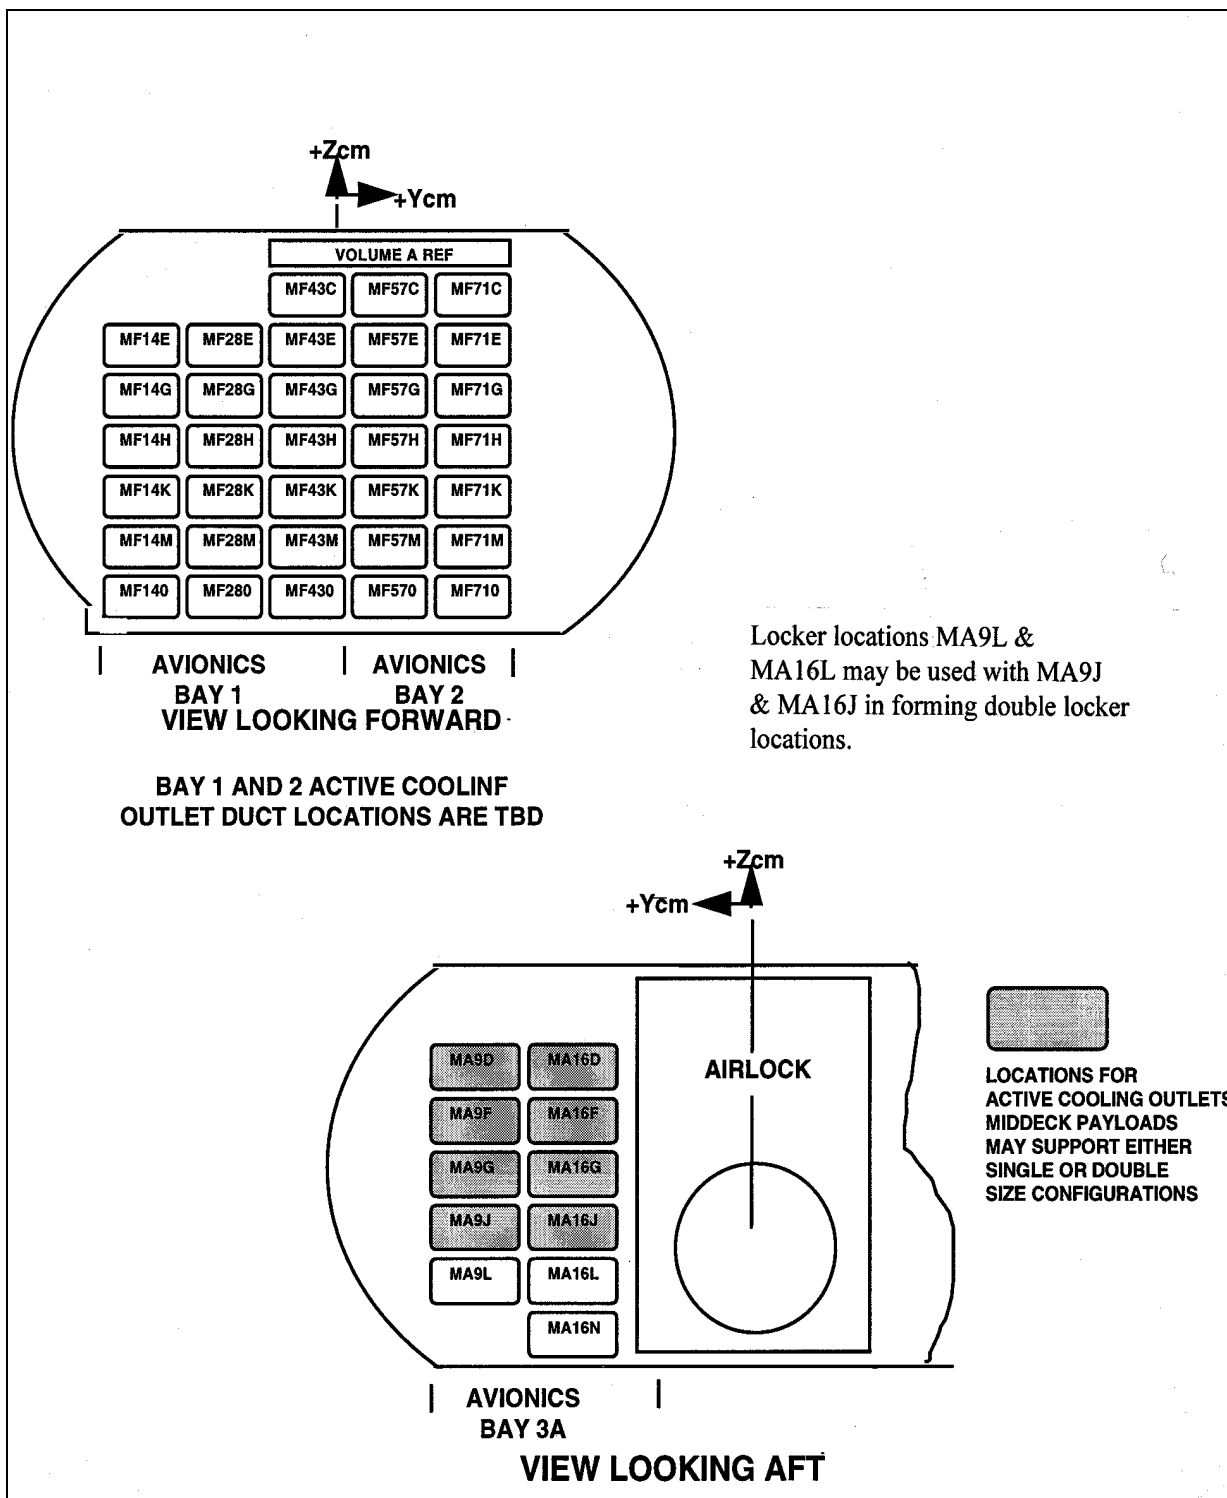 +Zcm
+Ycm
VOLUME A REF
MF43C MF57C MF71C
MF14E MF28E MF43E MF57E MF71E
MF14G MF28G MF43G MF57G MF71G
MF14H MF28H MF43H MF57H MF71H
MF14K MF28K MF43K MF57K MF71K
MF14M MF28M MF43M MF57M MF71M
MF140 MF280 MF430 MF570 MF710
AVIONICS AVIONICS
BAY 1 BAY 2
VIEW LOOKING FORWARD
BAY 1 AND 2 ACTIVE COOLINF
OUTLET DUCT LOCATIONS ARE TBD
Locker locations MA9L &
MA16L may be used with MA9J
& MA16J in forming double locker
locations.
+Zcm
+Ycm
MA9D MA16D
MA9F MA16F
MA9G MA16G
MA9J MA16J
MA9L MA16L
MA16N
AIRLOCK
LOCATIONS FOR
ACTIVE COOLING OUTLETS
MIDDECK PAYLOADS
MAY SUPPORT EITHER
SINGLE OR DOUBLE
SIZE CONFIGURATIONS
AVIONICS
BAY 3A
VIEW LOOKING AFT